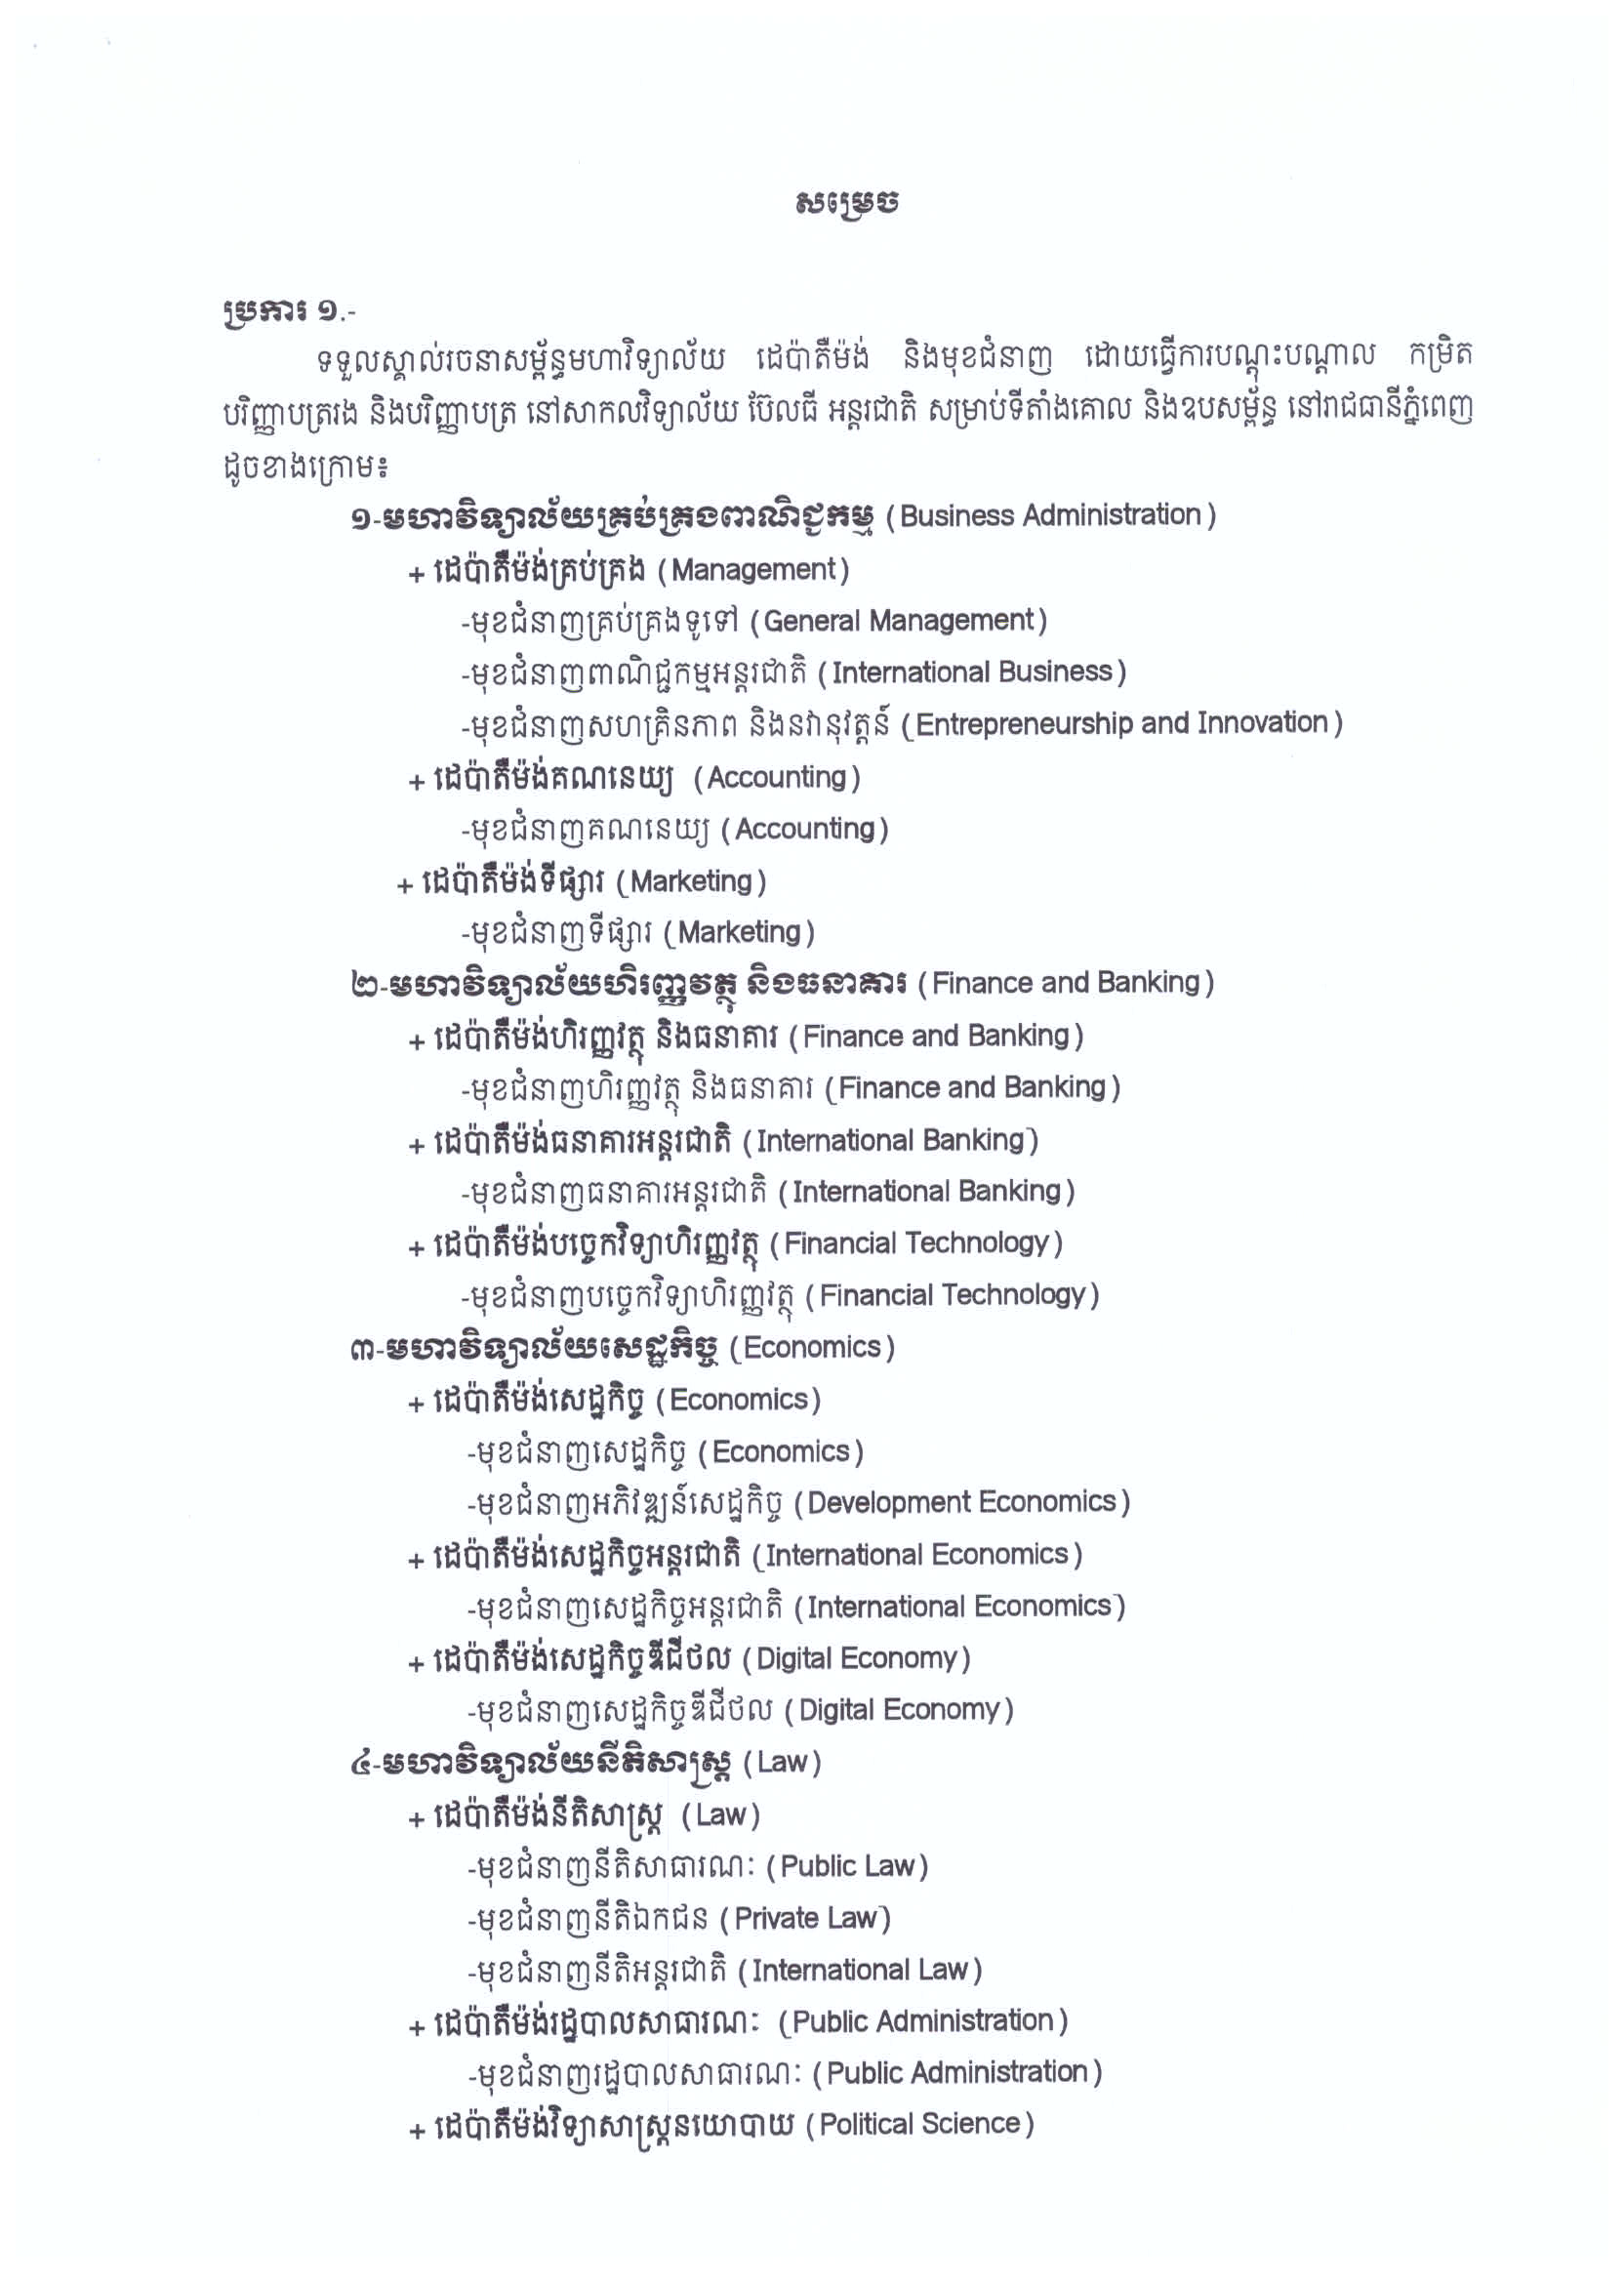 សម្រេច
ប្រការ ១.-
ទទួលស្គាល់រចនាសម្ព័ន្ធមហាវិទ្យាល័យ ដេប៉ាតឺម៉ង់ និងមុខជំនាញ ដោយធ្វើការបណ្តុះបណ្តាល កម្រិត
បរិញ្ញាបត្ររង និងបរិញ្ញាបត្រ នៅសាកលវិទ្យាល័យ ប៊ែលធី អន្តរជាតិ សម្រាប់ទីតាំងគោល និងឧបសម្ព័ន្ធ នៅរាជធានីភ្នំពេញ
ដូចខាងក្រោម៖
១-មហាវិទ្យាល័យគ្រប់គ្រងពាណិជ្ជកម្ម (Business Administration)
+ ដេប៉ាតឺម៉ង់គ្រប់គ្រង (Management)
-មុខជំនាញគ្រប់គ្រងទូទៅ (General Management)
-មុខជំនាញពាណិជ្ជកម្មអន្តរជាតិ (International Business)
-មុខជំនាញសហគ្រិនភាព និងនវានុវត្តន៍ (Entrepreneurship and Innovation)
+ ដេប៉ាតឺម៉ង់គណនេយ្យ (Accounting)
-មុខជំនាញគណនេយ្យ (Accounting)
+ ដេប៉ាតឺម៉ង់ទីផ្សារ (Marketing)
-មុខជំនាញទីផ្សារ (Marketing)
២-មហាវិទ្យាល័យហិរញ្ញវត្ថុ និងធនាគារ (Finance and Banking)
+ ដេប៉ាតឺម៉ង់ហិរញ្ញវត្ថុ និងធនាគារ (Finance and Banking)
-មុខជំនាញហិរញ្ញវត្ថុ និងធនាគារ (Finance and Banking)
+ ដេប៉ាតឺម៉ង់ធនាគារអន្តរជាតិ (International Banking)
-មុខជំនាញធនាគារអន្តរជាតិ (International Banking)
+ ដេប៉ាតឺម៉ង់បច្ចេកវិទ្យាហិរញ្ញវត្ថុ (Financial Technology)
-មុខជំនាញបច្ចេកវិទ្យាហិរញ្ញវត្ថុ (Financial Technology)
៣-មហាវិទ្យាល័យសេដ្ឋកិច្ច (Economics)
+ ដេប៉ាតឺម៉ង់សេដ្ឋកិច្ច (Economics)
-មុខជំនាញសេដ្ឋកិច្ច (Economics)
-មុខជំនាញអភិវឌ្ឍន៍សេដ្ឋកិច្ច (Development Economics)
+ ដេប៉ាតឺម៉ង់សេដ្ឋកិច្ចអន្តរជាតិ (International Economics)
-មុខជំនាញសេដ្ឋកិច្ចអន្តរជាតិ (International Economics)
+ ដេប៉ាតឺម៉ង់សេដ្ឋកិច្ចឌីជីថល (Digital Economy)
-មុខជំនាញសេដ្ឋកិច្ចឌីជីថល (Digital Economy)
៤-មហាវិទ្យាល័យនីតិសាស្ត្រ (Law)
+ ដេប៉ាតឺម៉ង់នីតិសាស្ត្រ (Law)
-មុខជំនាញនីតិសាធារណៈ (Public Law)
-មុខជំនាញនីតិឯកជន (Private Law)
-មុខជំនាញនីតិអន្តរជាតិ (International Law)
+ ដេប៉ាតឺម៉ង់រដ្ឋបាលសាធារណៈ (Public Administration)
-មុខជំនាញរដ្ឋបាលសាធារណៈ (Public Administration)
+ ដេប៉ាតឺម៉ង់វិទ្យាសាស្ត្រនយោបាយ (Political Science)